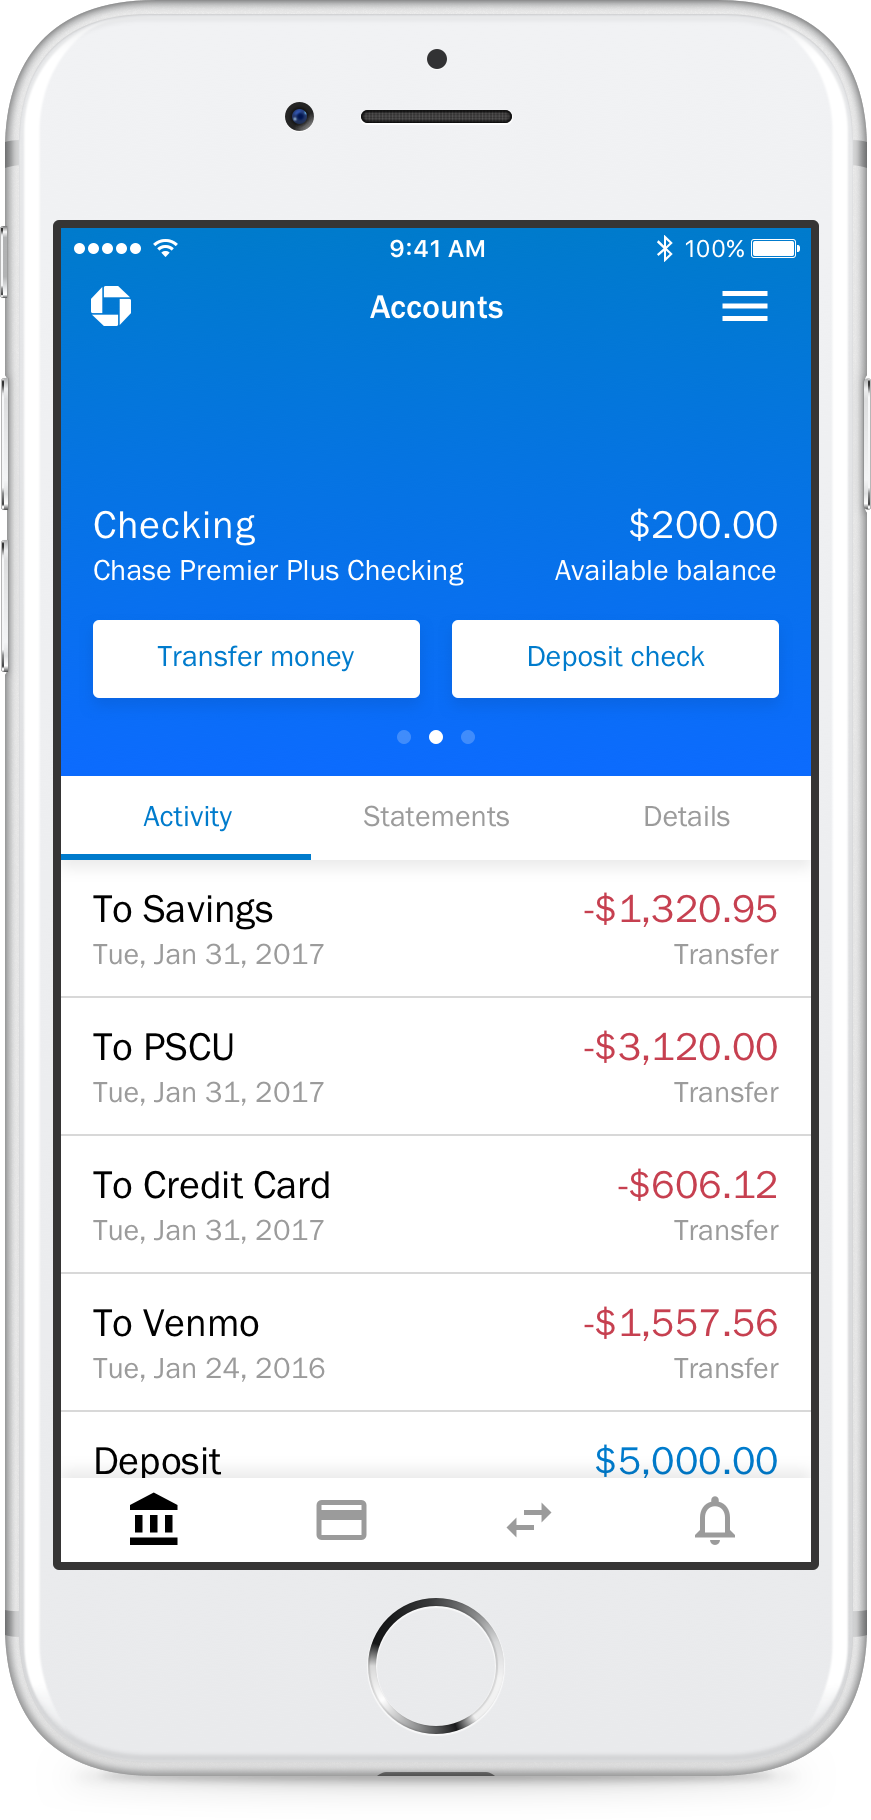 9:41 AM 100%
Accounts
Checking $200.00
Chase Premier Plus Checking Available balance
Transfer money Deposit check
Activity Statements Details
To Savings -$1,320.95
Tue, Jan 31, 2017 Transfer
To PSCU -$3,120.00
Tue, Jan 31, 2017 Transfer
To Credit Card -$606.12
Tue, Jan 31, 2017 Transfer
To Venmo -$1,557.56
Tue, Jan 24, 2016 Transfer
Deposit $5,000.00